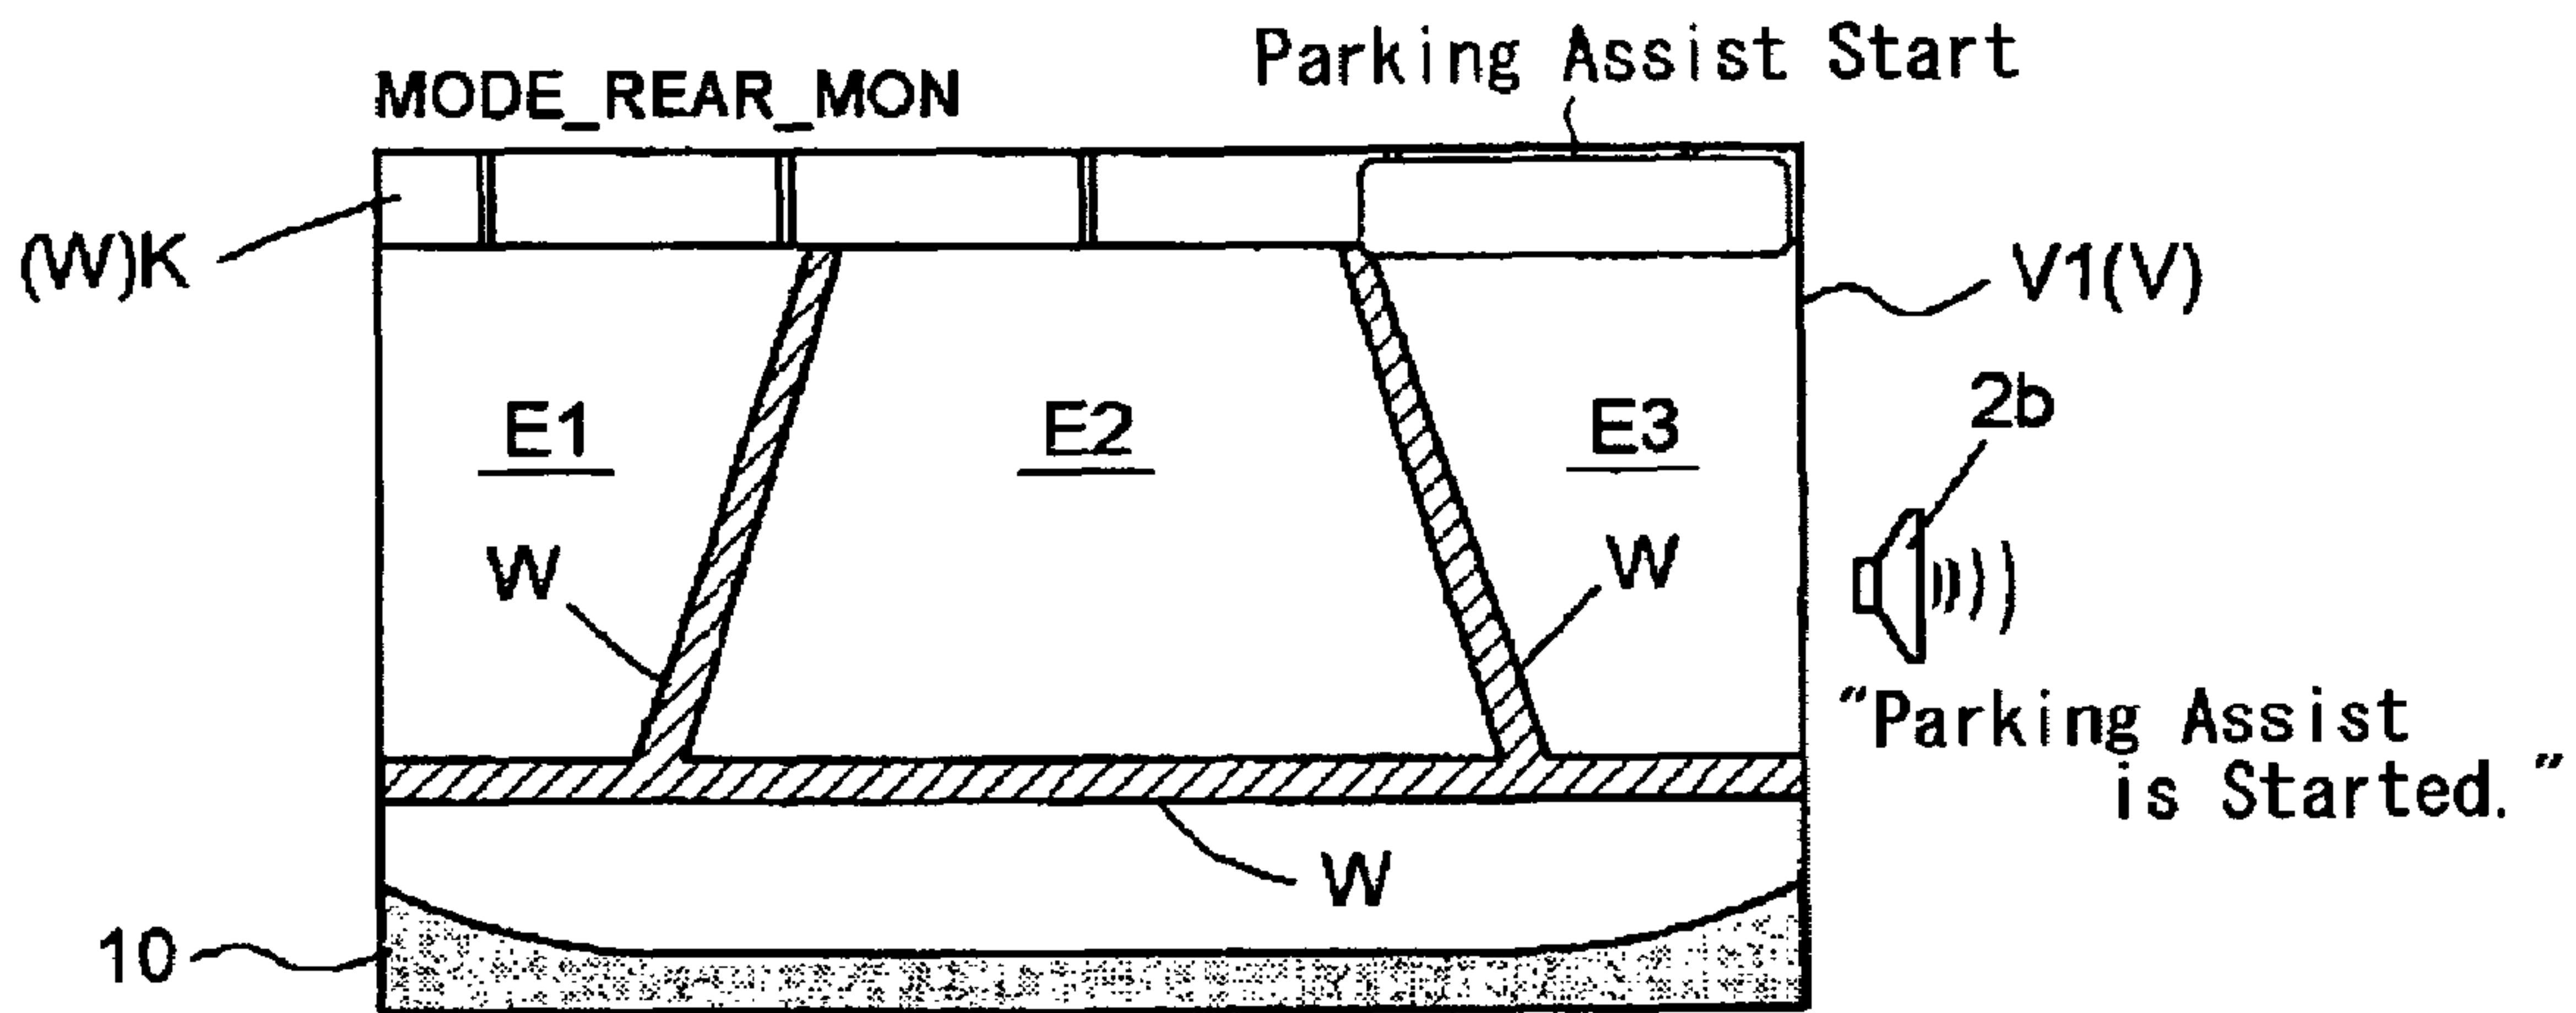 Parking Assist Start
MODE_REAR_MON
(W)K
V1(V)
2b
E1
E2
E3
W
W
"Parking Assist
is Started."
W
10